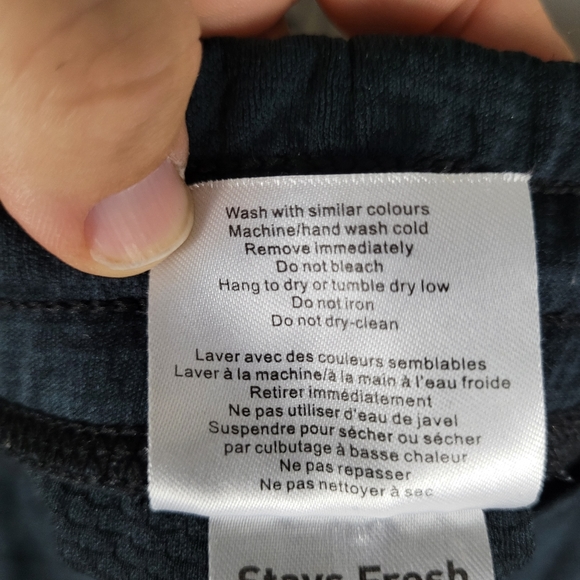 Wash with similar colours
Machine/hand wash cold
Remove immediately
Do not bleach
Hang to dry or tumble dry low
Do not iron
Do not dry-clean
Laver avec des couleurs semblables
Laver à la machine/à la main à l'eau froide
Retirer immédiatement
Ne pas utiliser d'eau de javel
Suspendre pour sécher ou sécher
par culbutage à basse chaleur
Ne pas repasser
Ne pas nettoyer à sec
Stays Fresh